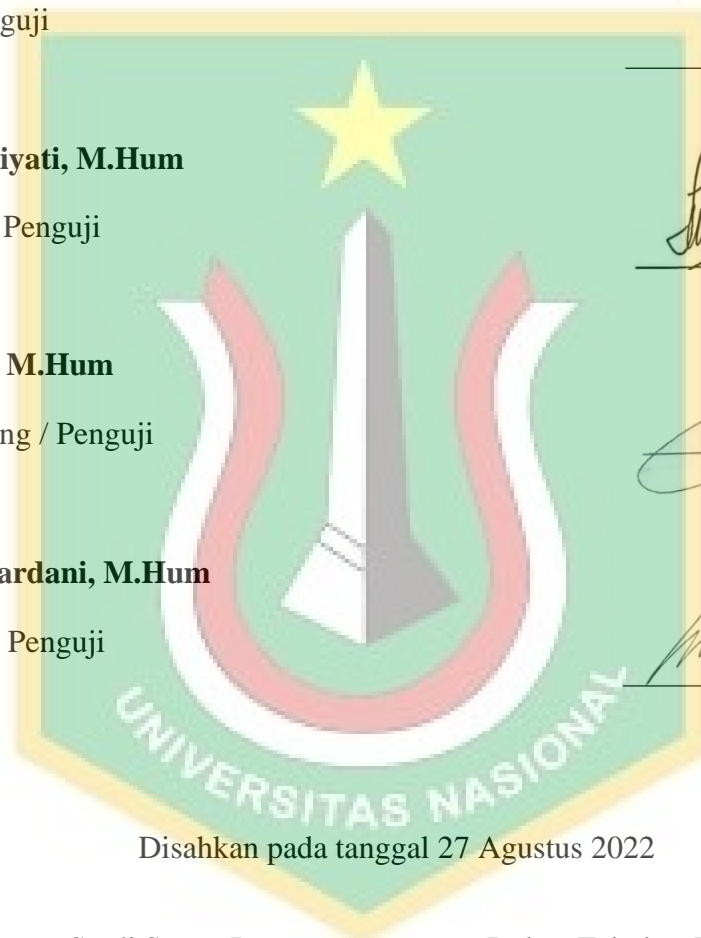 guji
iyati, M.Hum
Penguji
M.Hum
ng / Penguji
ardani, M.Hum
Penguji
UNIVERSITAS NASIONAL
Disahkan pada tanggal 27 Agustus 2022